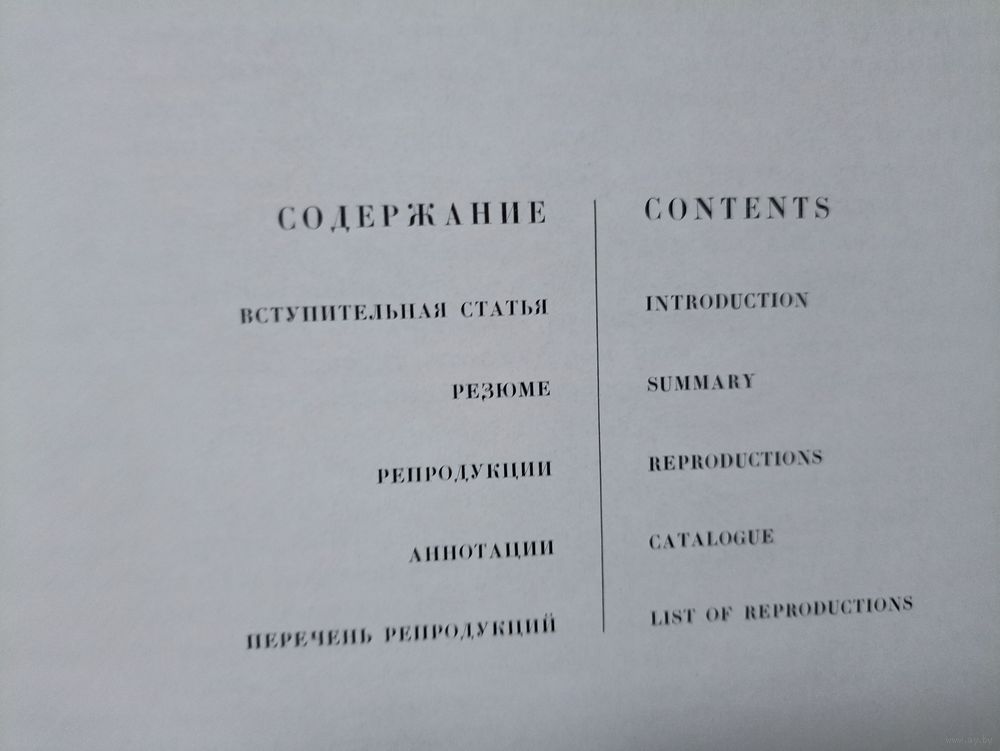 СОДЕРЖАНИЕ
ВСТУПИТЕЛЬНАЯ СТАТЬЯ
РЕЗЮМЕ
РЕПРОДУКЦИИ
АННОТАЦИИ
ПЕРЕЧЕНЬ РЕПРОДУКЦИЙ
CONTENTS
INTRODUCTION
SUMMARY
REPRODUCTIONS
CATALOGUE
LIST OF REPRODUCTIONS